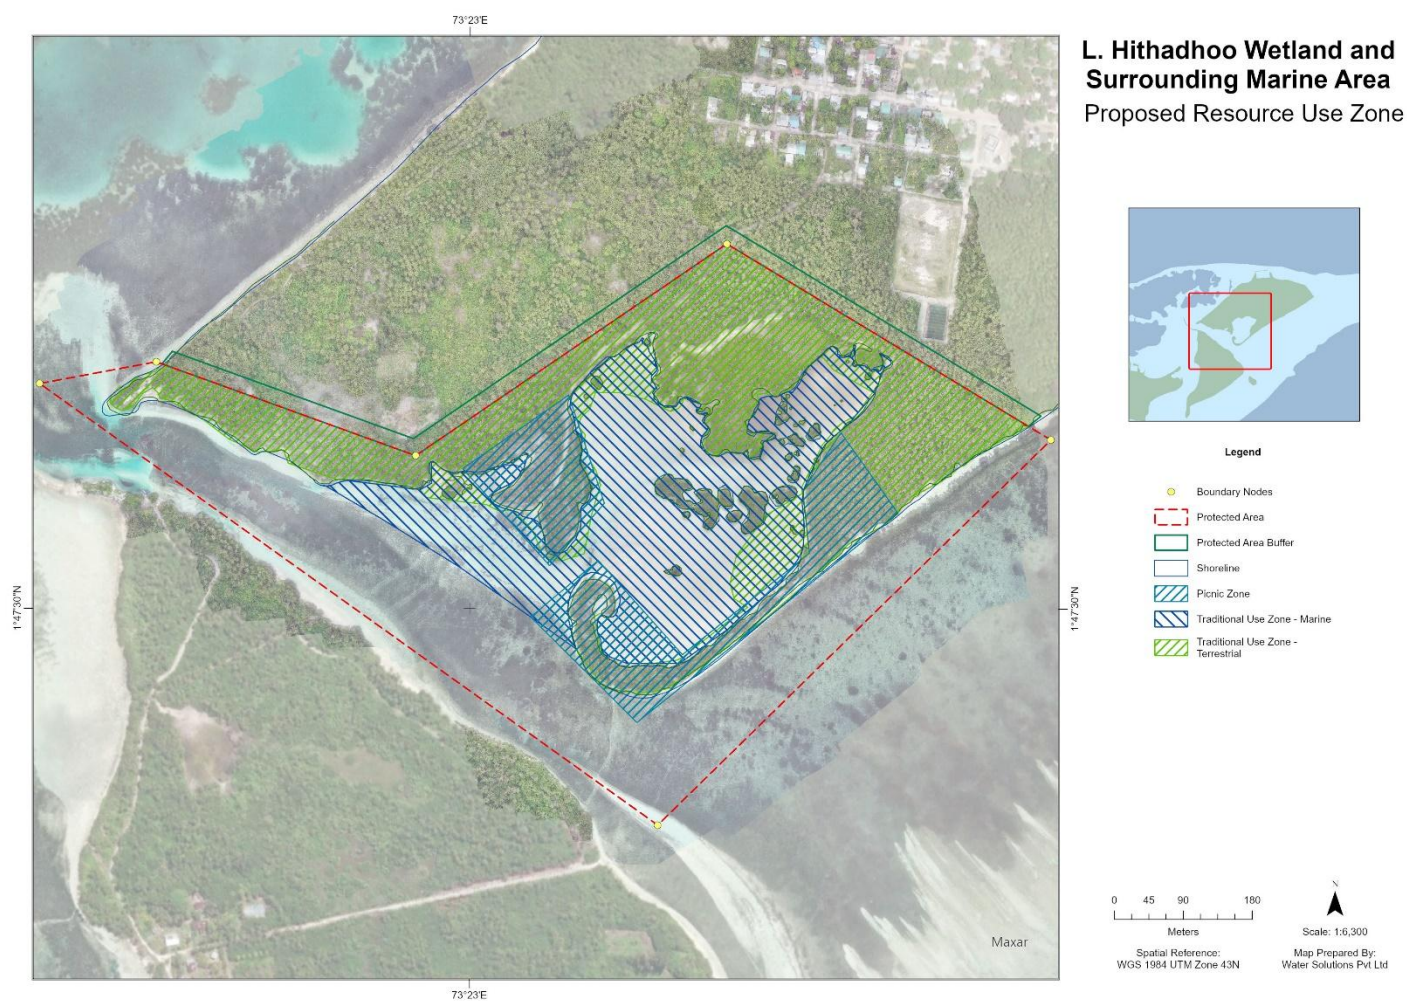 73°23'E
L. Hithadhoo Wetland and
Surrounding Marine Area
Proposed Resource Use Zone
Legend
Boundary Nodes
Protected Area
Protected Area Buffer
Shoreline
Picnic Zone
Traditional Use Zone - Marine
Traditional Use Zone -
Terrestrial
1°47'30"N
1°47'30"N
0 45 90 180
Meters
N
Scale: 1:6,300
Spatial Reference:
WGS 1984 UTM Zone 43N
Map Prepared By:
Water Solutions Pvt Ltd
Maxar
73°23'E